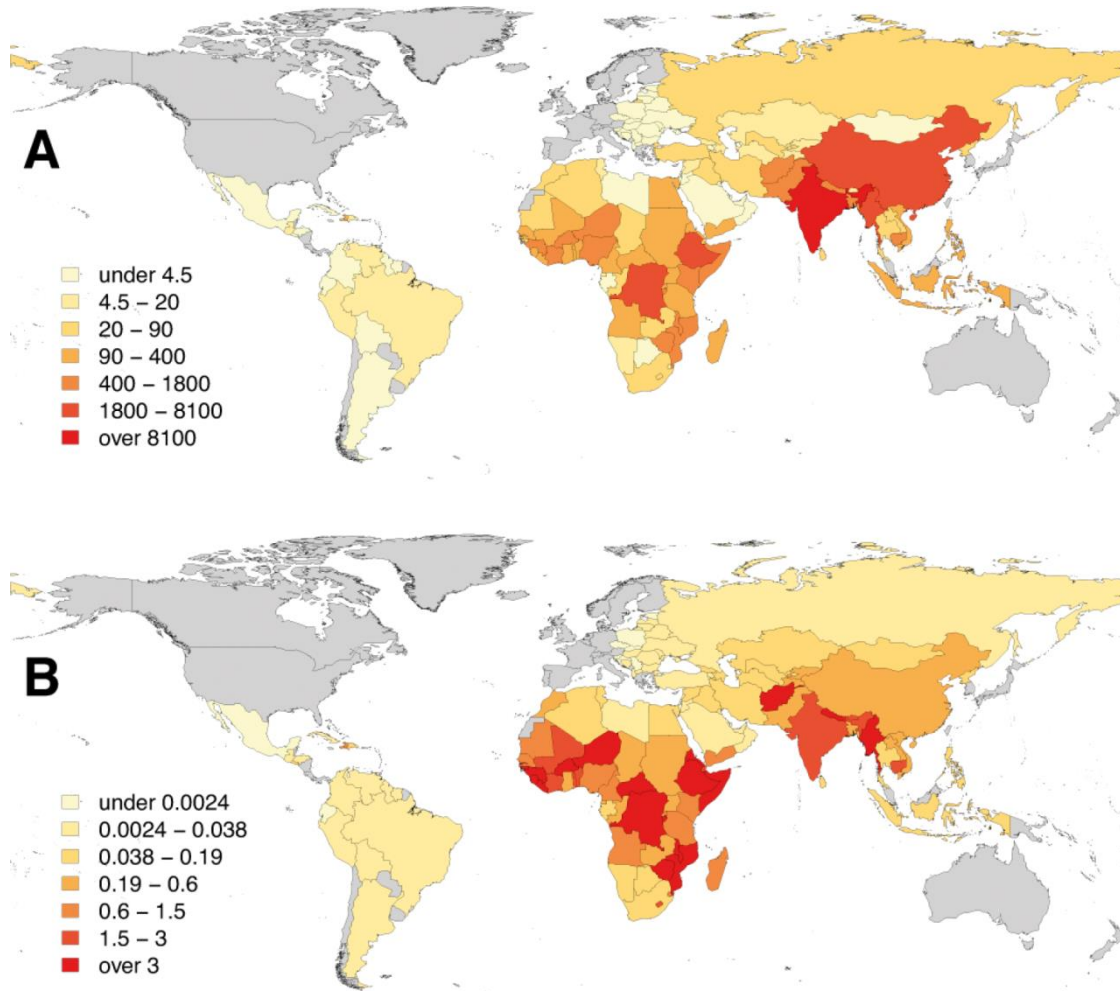 A
under 4.5
4.5 – 20
20 – 90
90 – 400
400 – 1800
1800 – 8100
over 8100
B
under 0.0024
0.0024 – 0.038
0.038 – 0.19
0.19 – 0.6
0.6 – 1.5
1.5 – 3
over 3